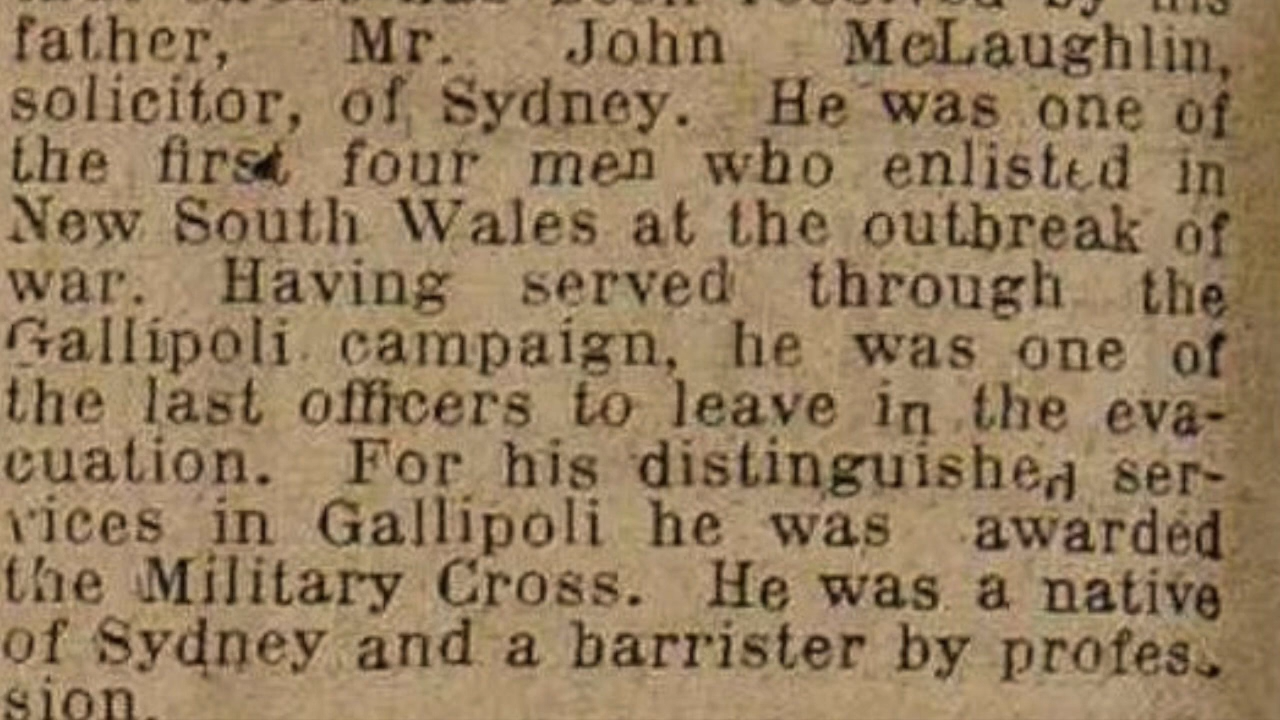 received by his
father, Mr. John McLaughlin,
solicitor, of Sydney. He was one of
the first four men who enlisted in
New South Wales at the outbreak of
war. Having served through the
Gallipoli campaign, he was one of
the last officers to leave in the eva-
cuation. For his distinguished ser-
vices in Gallipoli he was awarded
the Military Cross. He was a native
of Sydney and a barrister by profes-
sion.